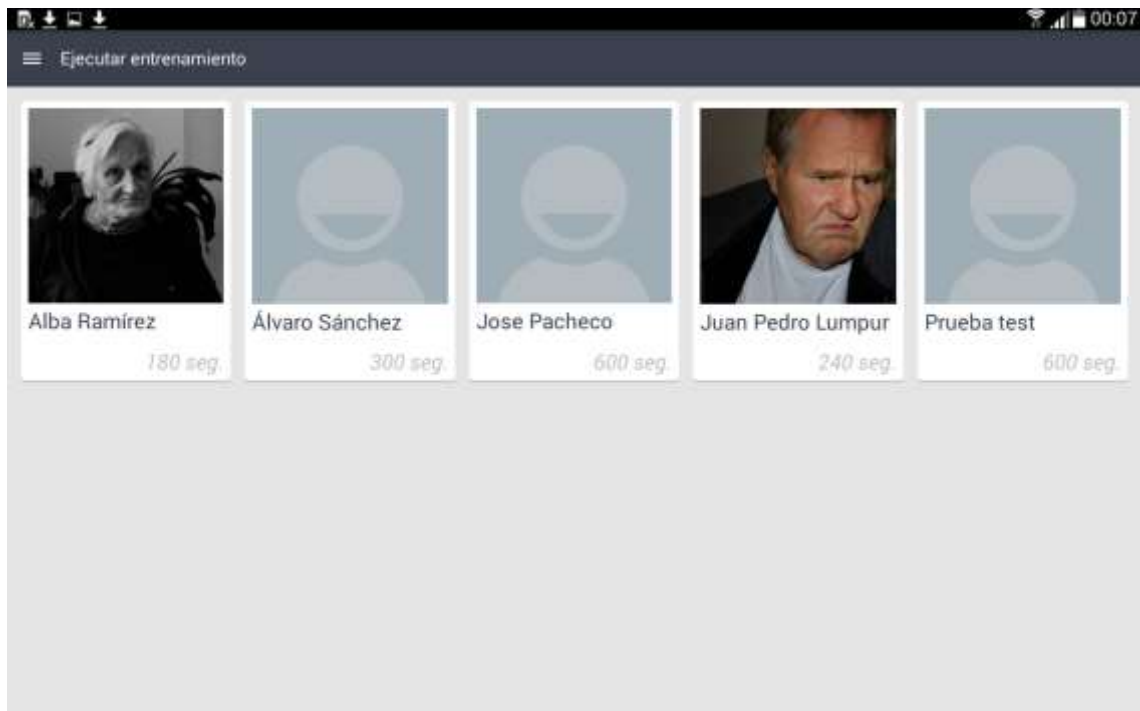 00:07
Ejecutar entrenamiento
Alba Ramírez
180 seg.
Álvaro Sánchez
300 seg.
Jose Pacheco
600 seg.
Juan Pedro Lumpur
240 seg.
Prueba test
600 seg.